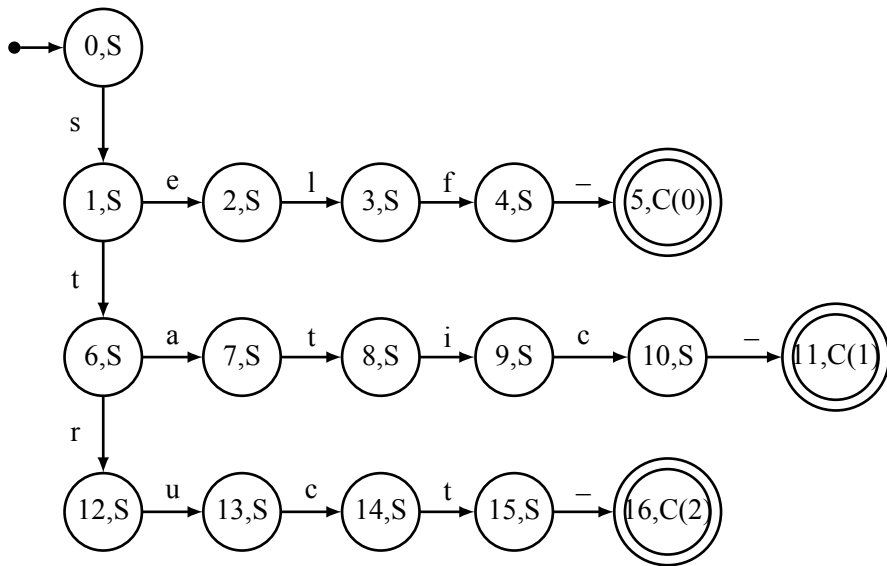 0,S
s
1,S e 2,S l 3,S f 4,S – 5,C(0)
t
6,S a 7,S t 8,S i 9,S c 10,S – 11,C(1)
r
12,S u 13,S c 14,S t 15,S – 16,C(2)